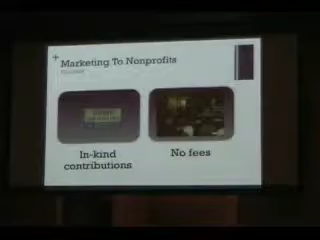 +
Marketing To Nonprofits
In-kind
contributions
No fees